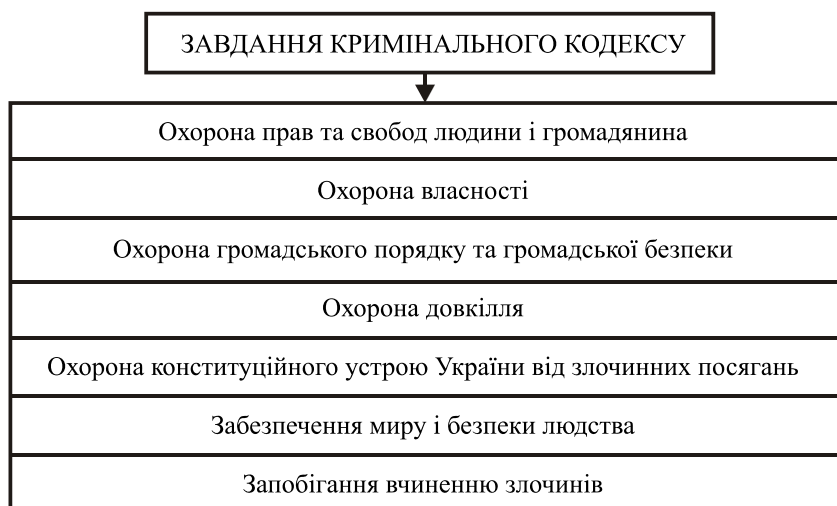 ЗАВДАННЯ КРИМІНАЛЬНОГО КОДЕКСУ
Охорона прав та свобод людини і громадянина
Охорона власності
Охорона громадського порядку та громадської безпеки
Охорона довкілля
Охорона конституційного устрою України від злочинних посягань
Забезпечення миру і безпеки людства
Запобігання вчиненню злочинів